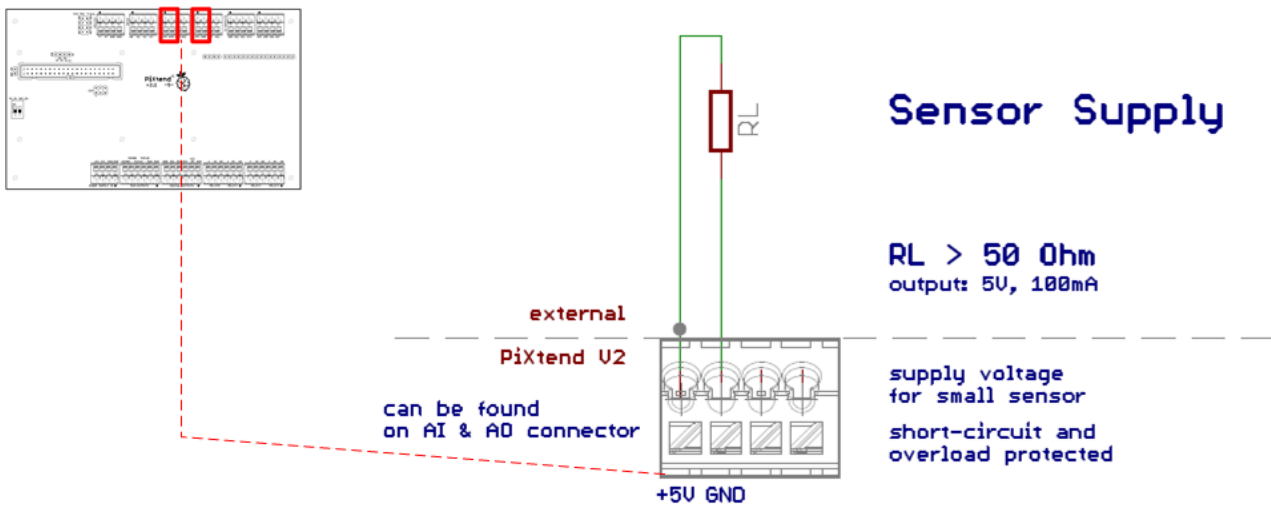 PiXtend
Sensor Supply
RL
RL > 50 Ohm
output: 5V, 100mA
external
PiXtend V2
can be found
on AI & AO connector
supply voltage
for small sensor
short-circuit and
overload protected
+5V GND